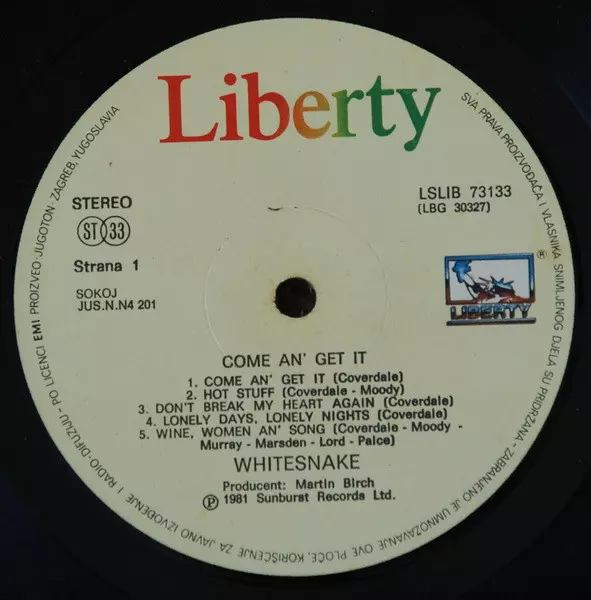 Liberty
STEREO
ST 33
Strana 1
SOKOJ
JUS.N.N4 201
LSLIB 73133
(LBG 30327)
®
LIBERTY
COME AN' GET IT
1. COME AN' GET IT (Coverdale)
2. HOT STUFF (Coverdale - Moody)
3. DON'T BREAK MY HEART AGAIN (Coverdale)
4. LONELY DAYS, LONELY NIGHTS (Coverdale)
5. WINE, WOMEN AN' SONG (Coverdale - Moody -
Murray - Marsden - Lord - Paice)
WHITESNAKE
Producent: Martin Birch
Ⓟ 1981 Sunburst Records Ltd.
SVA PRAVA PROIZVOĐAČA I VLASNIKA SNIMLJENOG DJELA SU PRIDRŽANA - ZABRANJENO JE UMNOŽAVANJE OVE PLOČE, KORIŠĆENJE ZA JAVNO IZVOĐENJE I RADIO-DIFUZIJU - PO LICENCI EMI PROIZVEO JUGOTON - ZAGREB, YUGOSLAVIA